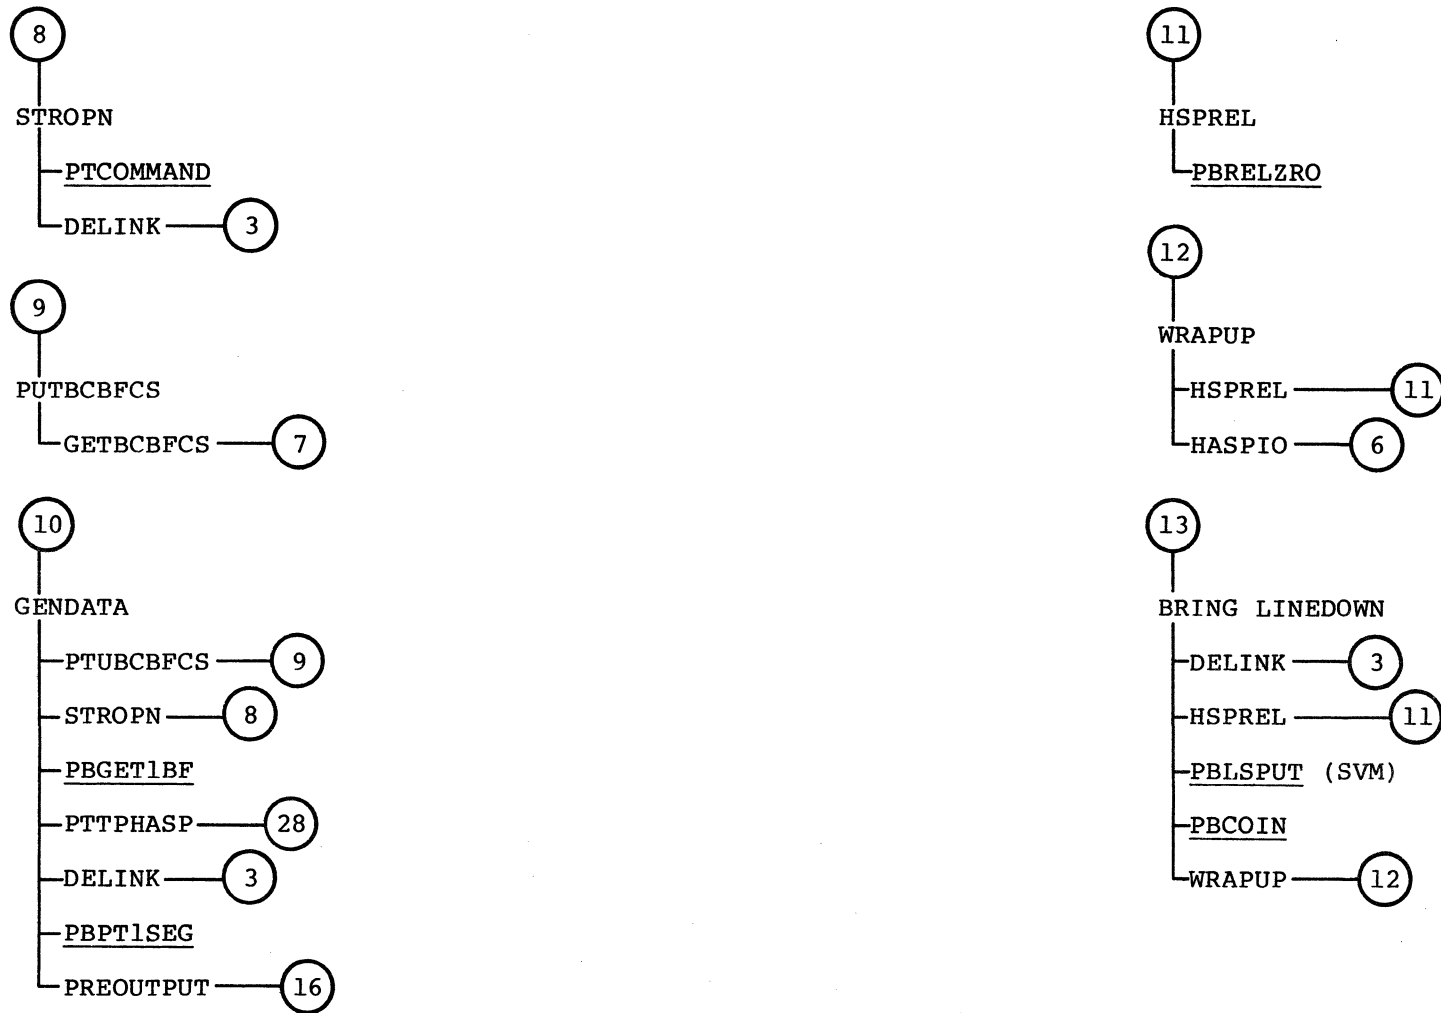 8
STROPN
PTCOMMAND
DELINK 3
9
PUTBCBFCS
GETBCBFCS 7
10
GENDATA
PTUBCBFCS 9
STROPN 8
PBGET1BF
PTTPHASP 28
DELINK 3
PBPT1SEG
PREOUTPUT 16
11
HSPREL
PBRELZRO
12
WRAPUP
HSPREL 11
HASPIO 6
13
BRING LINEDOWN
DELINK 3
HSPREL 11
PBLSPUT (SVM)
PBCOIN
WRAPUP 12